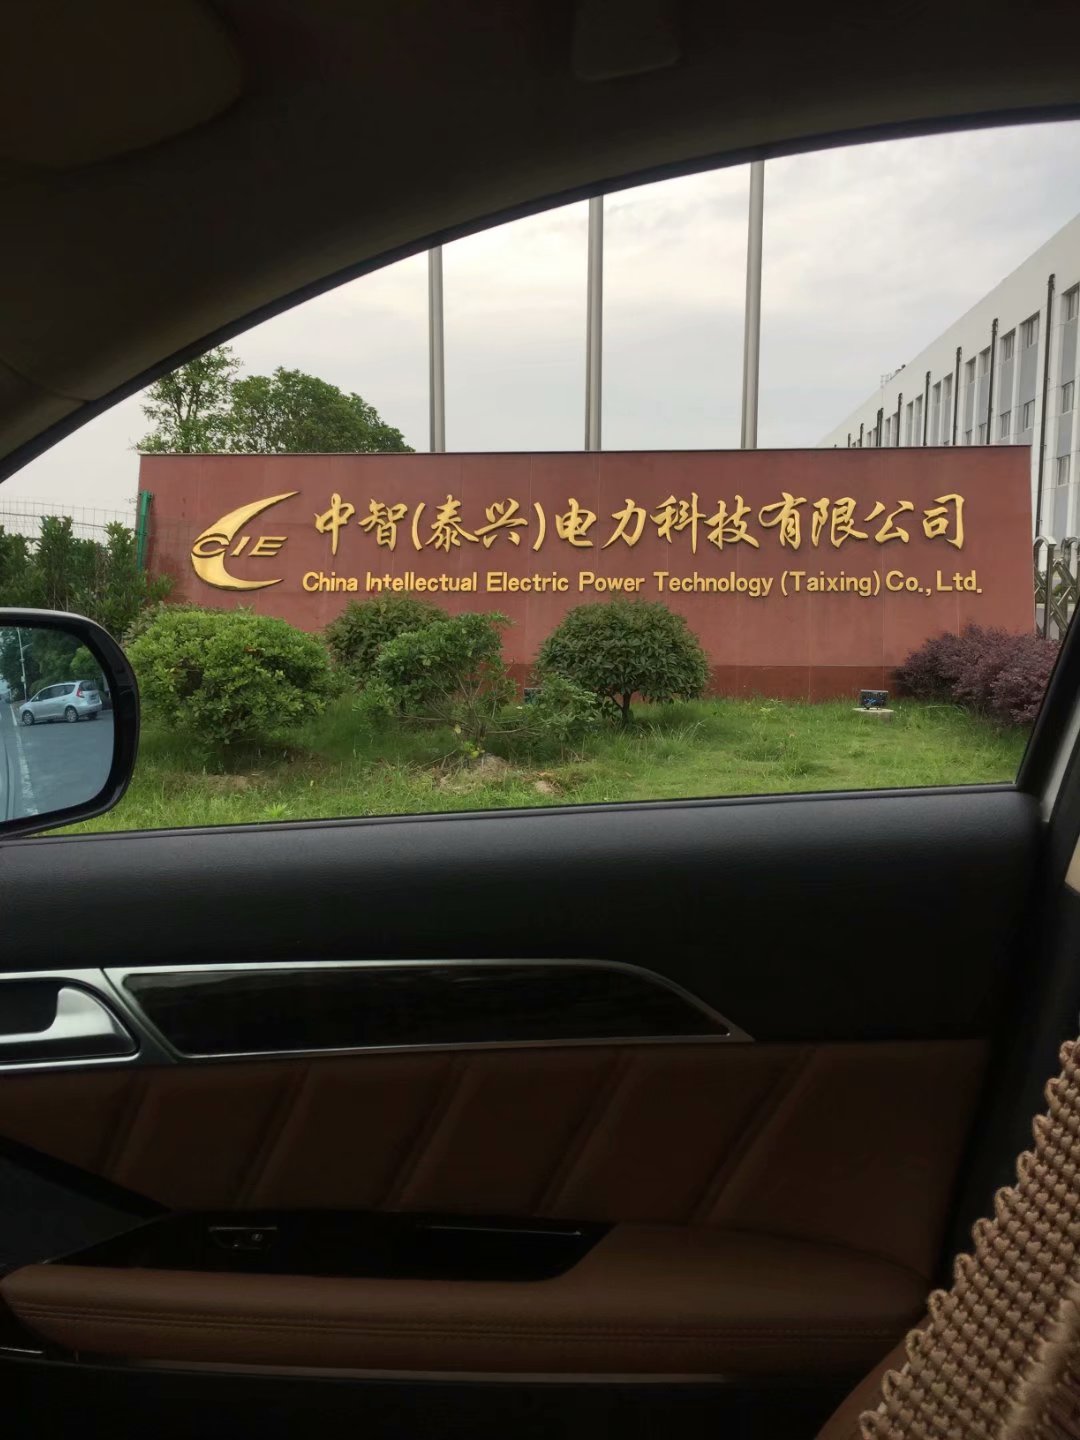 CIE
中智(泰兴)电力科技有限公司
China Intellectual Electric Power Technology (Taixing) Co., Ltd.